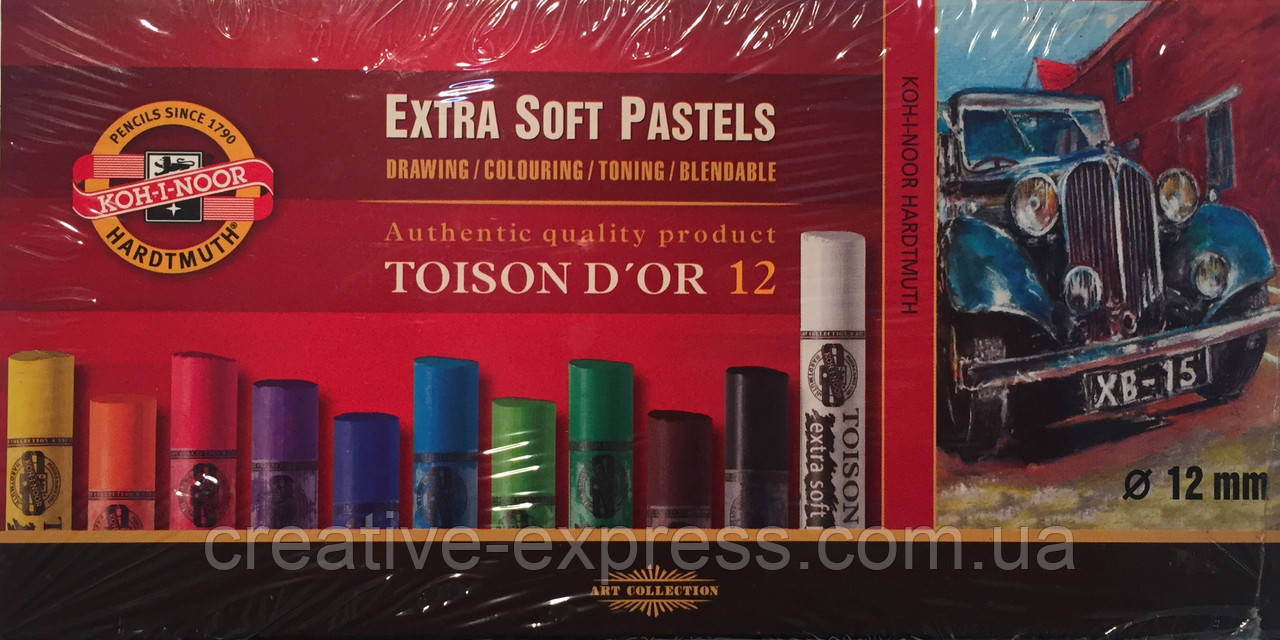 PENCILS SINCE 1790
KOH-I-NOOR
HARDTMUTH®
EXTRA SOFT PASTELS
DRAWING / COLOURING / TONING / BLENDABLE
Authentic quality product
TOISON D´OR 12
KOH-I-NOOR HARDTMUTH
XB-15
Ø 12 mm
TOISON
extra soft
creative-express.com.ua
ART COLLECTION